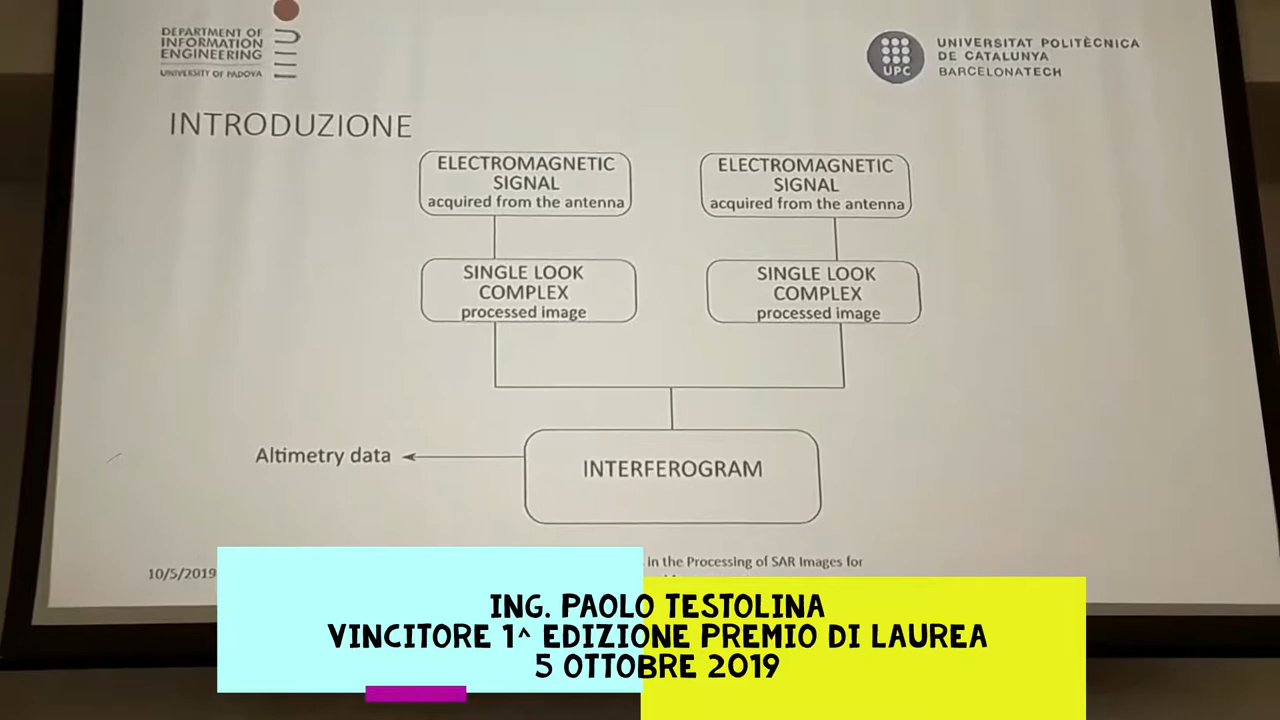 DEPARTMENT OF
INFORMATION
ENGINEERING
UNIVERSITY OF PADOVA
UNIVERSITAT POLITÈCNICA
DE CATALUNYA
BARCELONATECH
UPC
INTRODUZIONE
ELECTROMAGNETIC
SIGNAL
acquired from the antenna
ELECTROMAGNETIC
SIGNAL
acquired from the antenna
SINGLE LOOK
COMPLEX
processed image
SINGLE LOOK
COMPLEX
processed image
Altimetry data
INTERFEROGRAM
10/5/2019
in the Processing of SAR Images for
ING. PAOLO TESTOLINA
VINCITORE 1^ EDIZIONE PREMIO DI LAUREA
5 OTTOBRE 2019